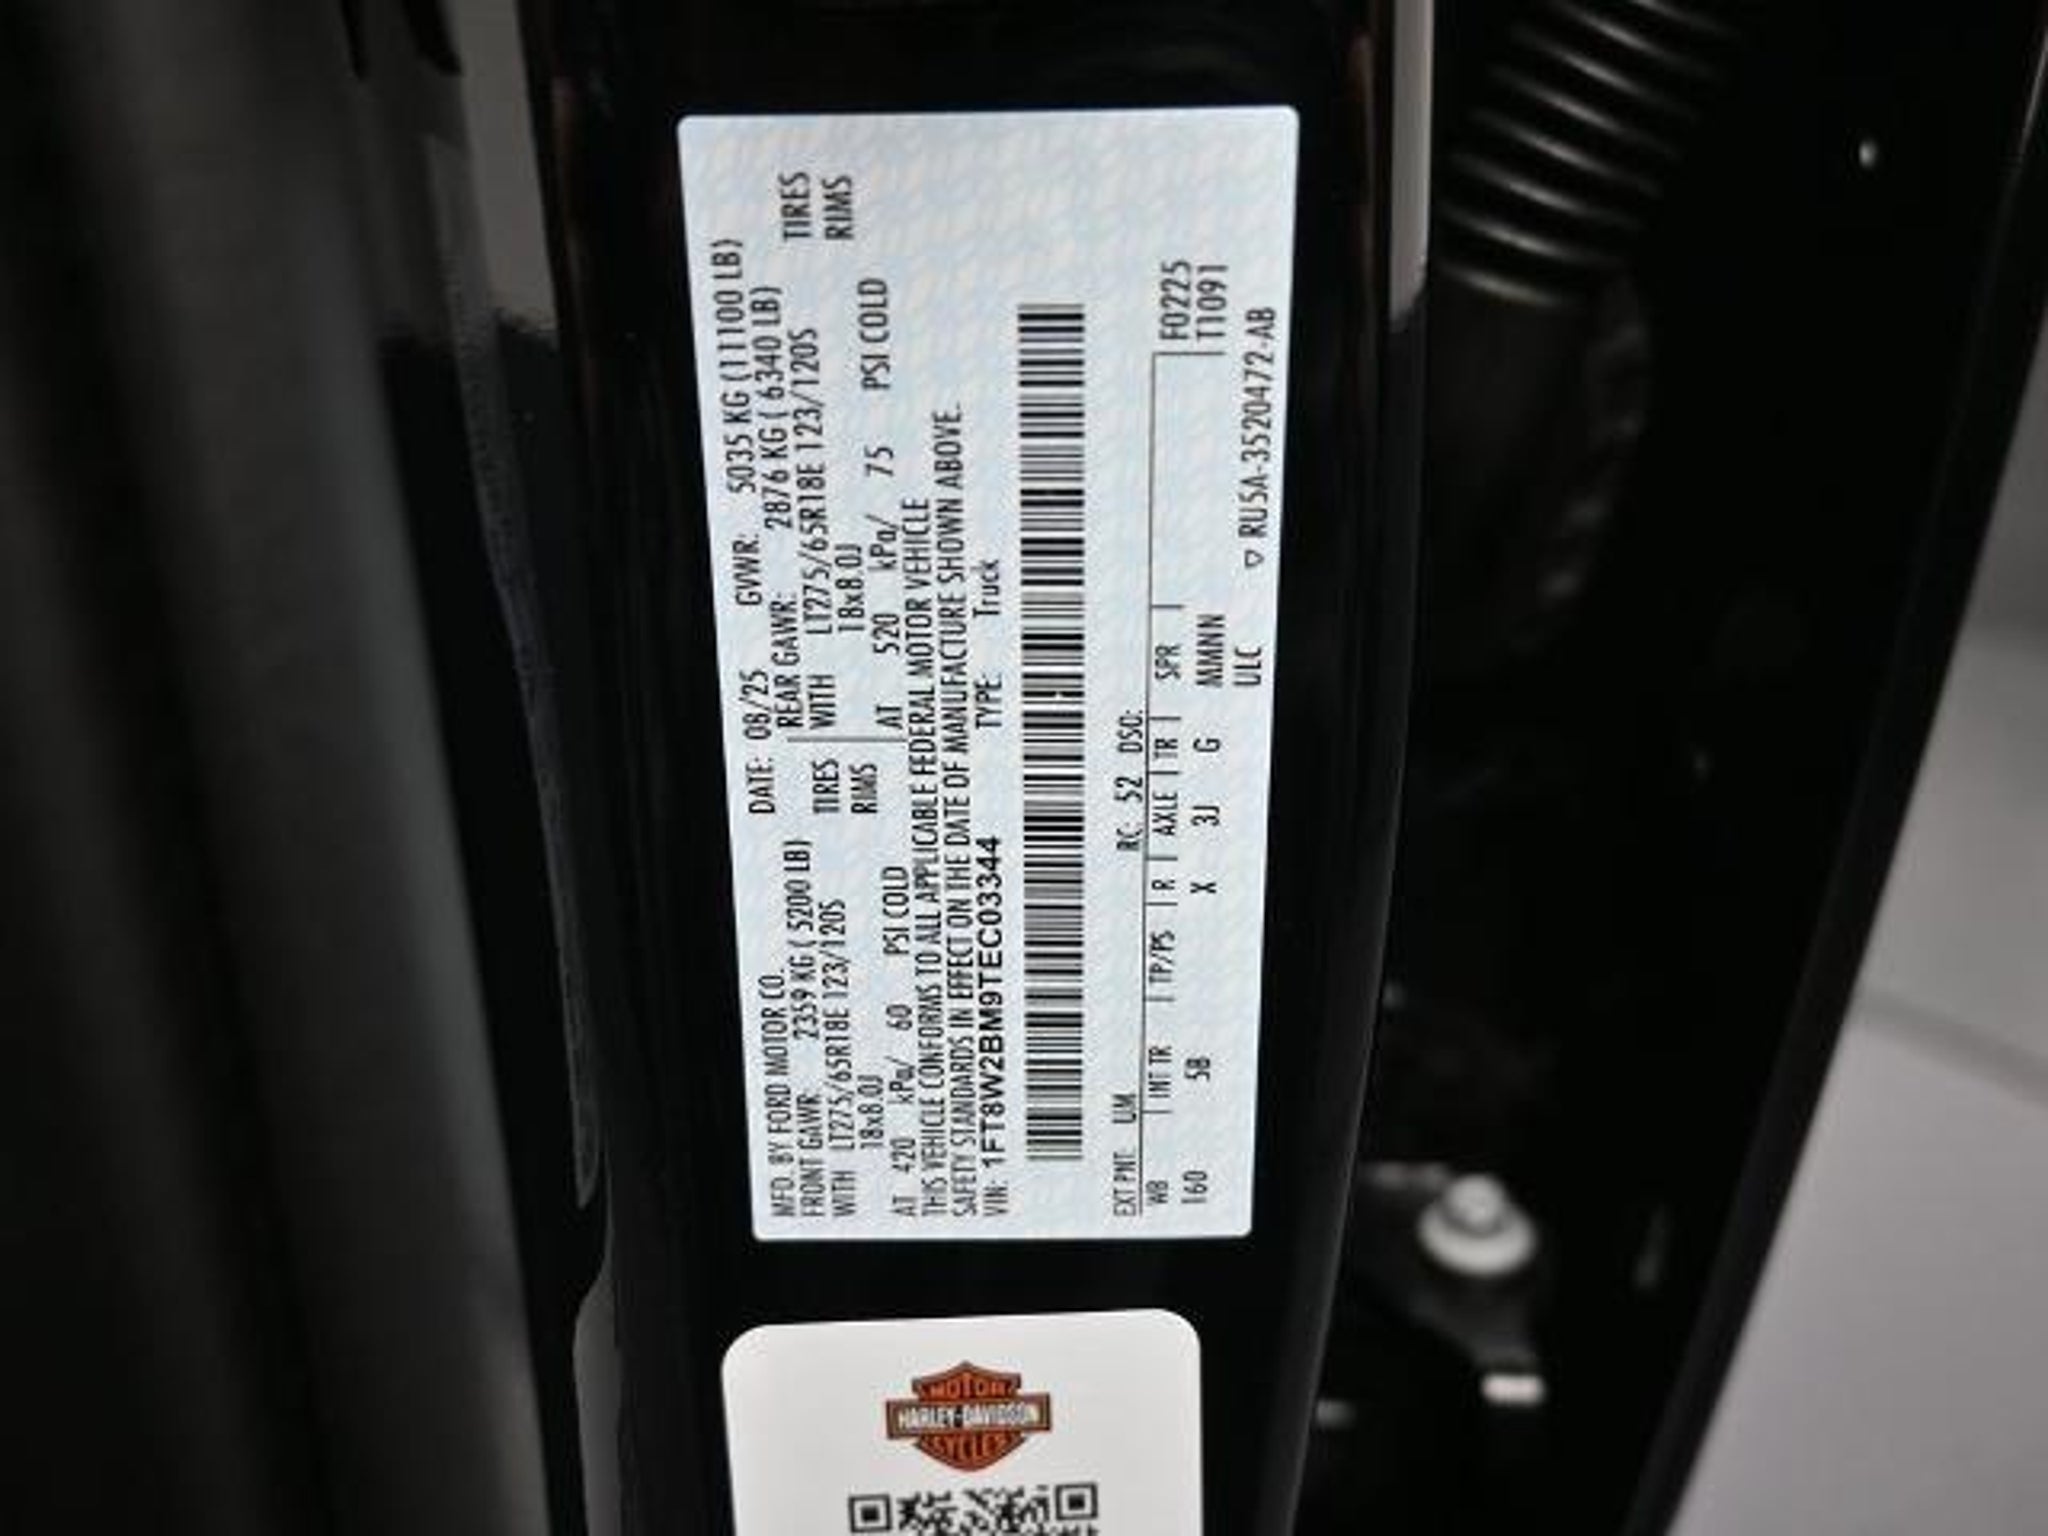 MFD. BY FORD MOTOR CO. DATE: 08/25 GVWR: 5035 KG (11100 LB)
FRONT GAWR: 2359 KG ( 5200 LB) REAR GAWR: 2876 KG ( 6340 LB)
WITH LT275/65R18E 123/120S TIRES WITH LT275/65R18E 123/120S TIRES
18x8.0J RIMS 18x8.0J RIMS
AT 420 kPa/ 60 PSI COLD AT 520 kPa/ 75 PSI COLD
THIS VEHICLE CONFORMS TO ALL APPLICABLE FEDERAL MOTOR VEHICLE
SAFETY STANDARDS IN EFFECT ON THE DATE OF MANUFACTURE SHOWN ABOVE.
VIN: 1FT8W2BM9TEC03344 TYPE: Truck
EXT PNT: UM RC: 52 DSO:
WB INT TR TP/PS R AXLE TR SPR F0225
160 5B X 3J G MMNN T1091
ULC ▽ RU5A-3520472-AB
MOTOR
HARLEY-DAVIDSON
CYCLES